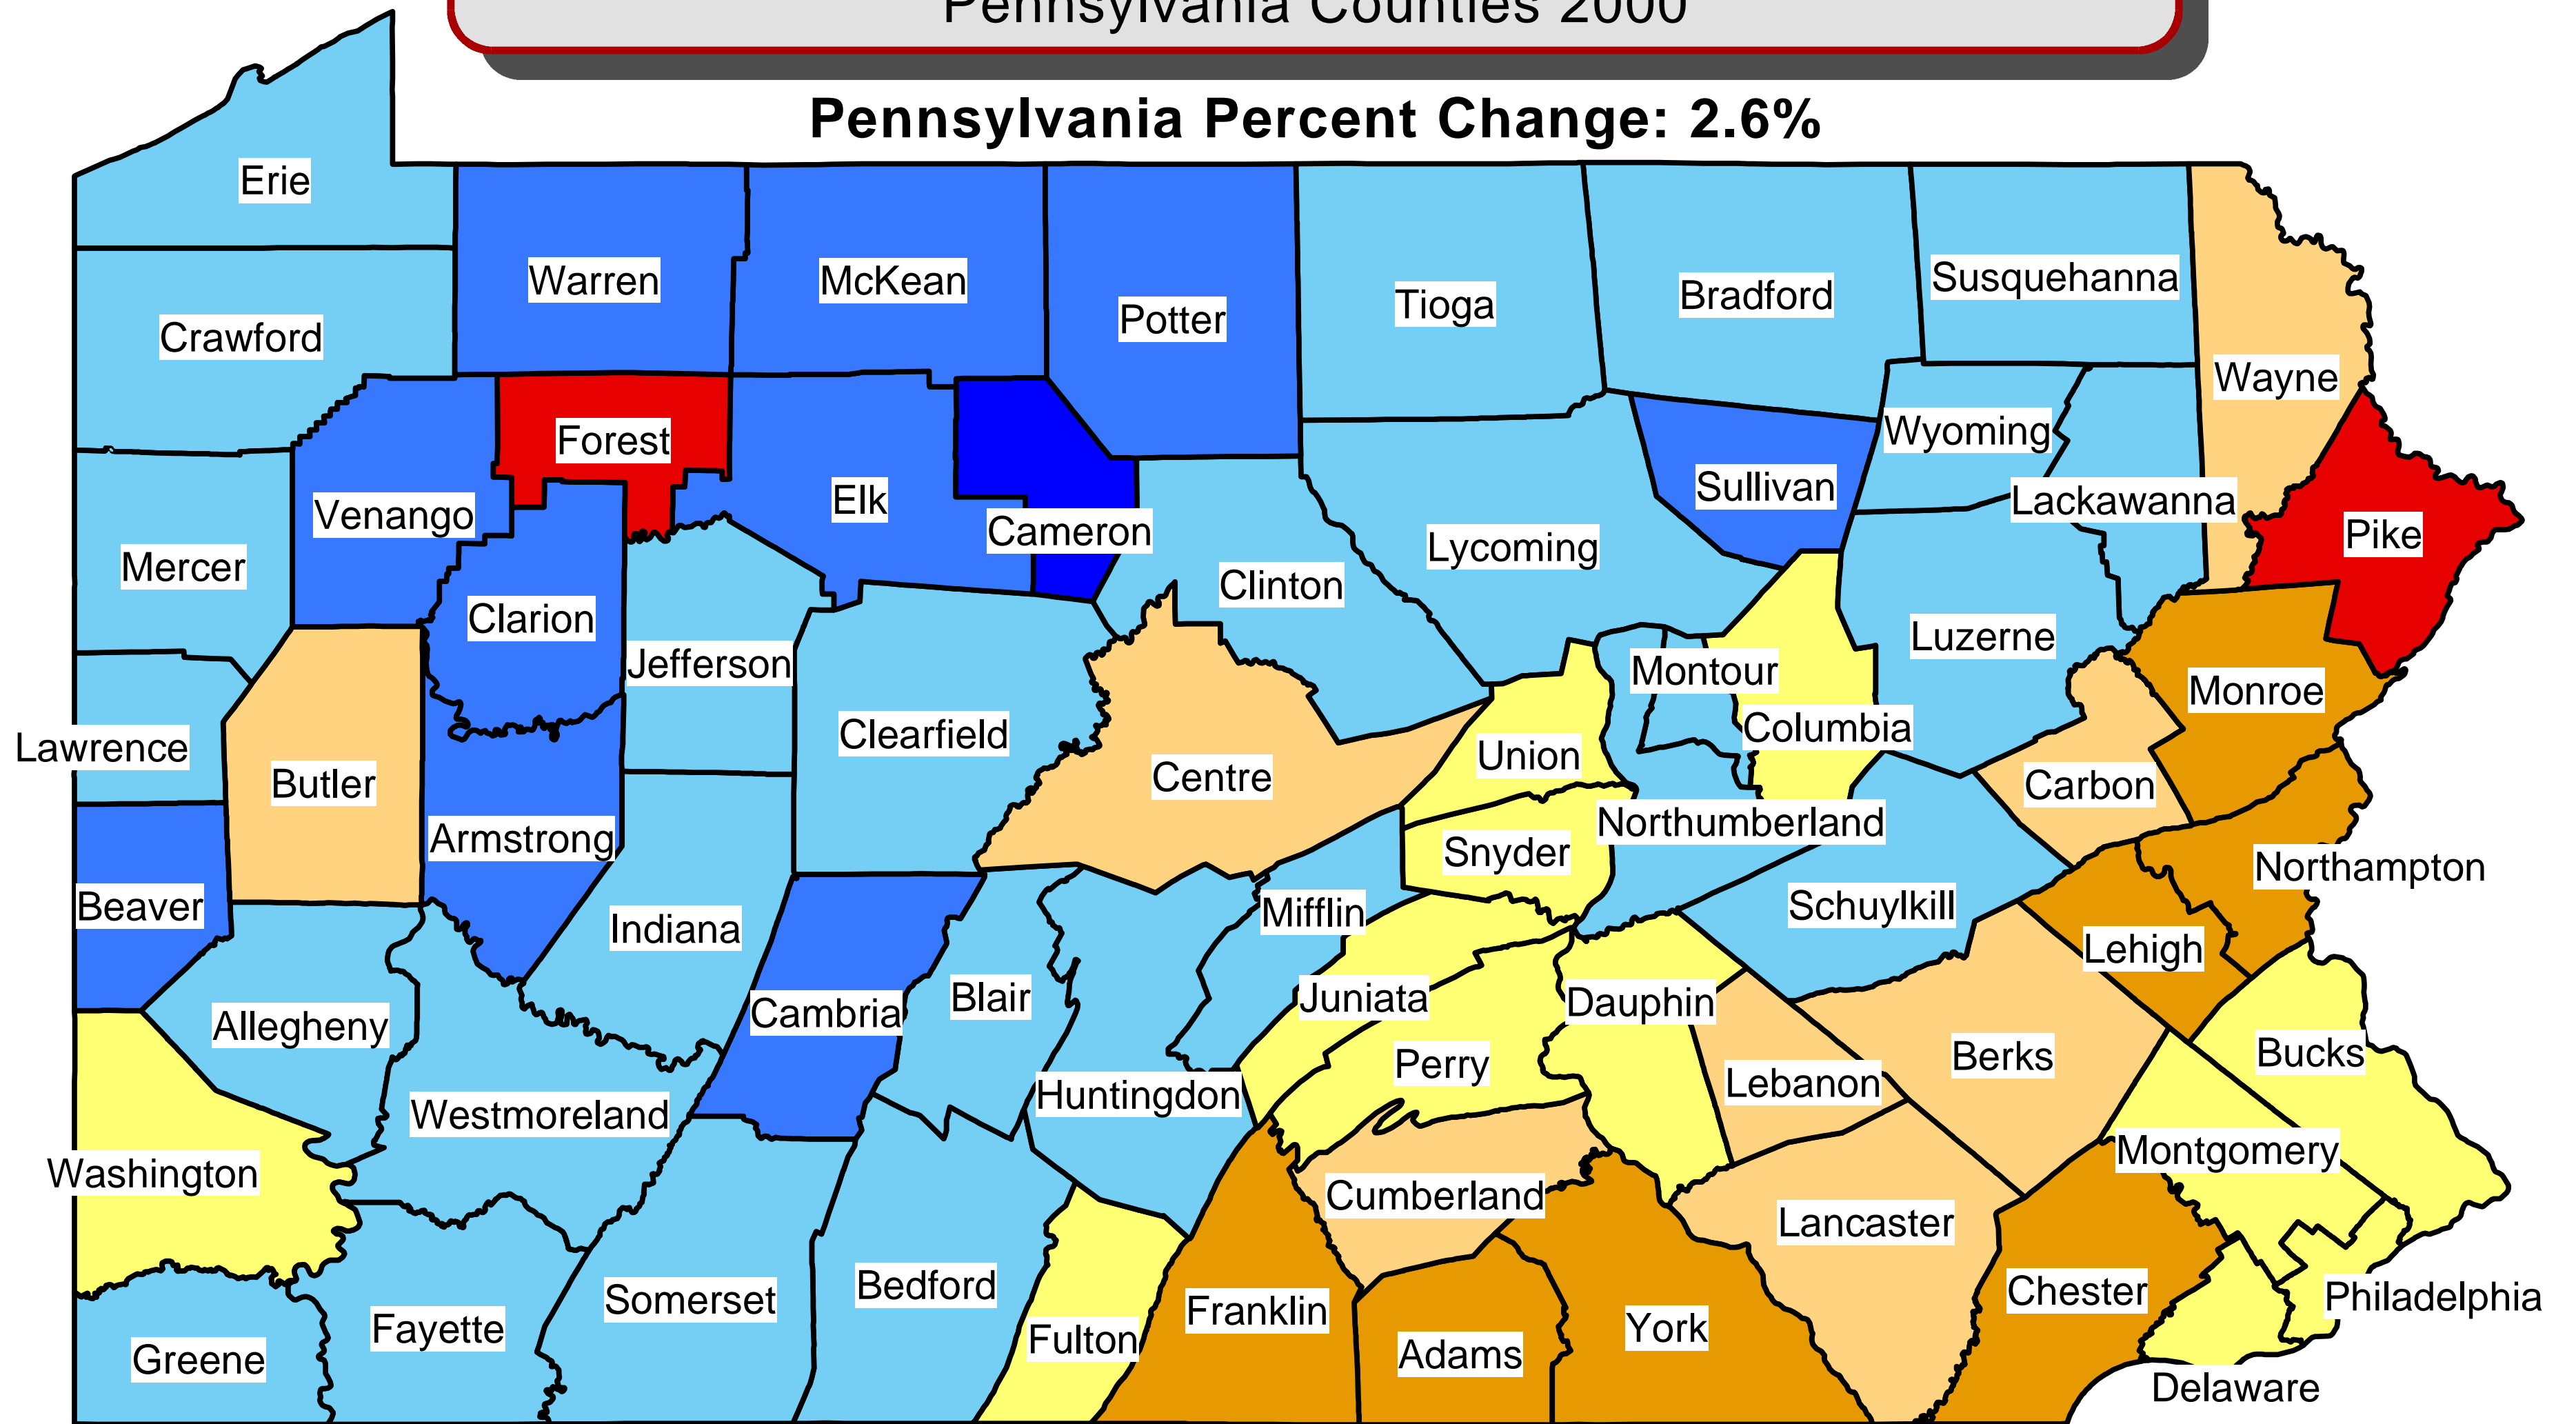 Pennsylvania Counties 2000
Pennsylvania Percent Change: 2.6%
Erie
Warren
McKean
Potter
Tioga
Bradford
Susquehanna
Crawford
Wayne
Forest
Wyoming
Venango
Elk
Cameron
Sullivan
Lackawanna
Pike
Mercer
Lycoming
Clinton
Clarion
Luzerne
Jefferson
Montour
Monroe
Lawrence
Clearfield
Columbia
Butler
Centre
Union
Carbon
Armstrong
Northumberland
Snyder
Northampton
Beaver
Indiana
Mifflin
Schuylkill
Lehigh
Allegheny
Cambria
Blair
Juniata
Dauphin
Berks
Bucks
Westmoreland
Huntingdon
Perry
Lebanon
Washington
Montgomery
Cumberland
Lancaster
Somerset
Bedford
Franklin
Chester
Philadelphia
Greene
Fayette
Fulton
Adams
York
Delaware